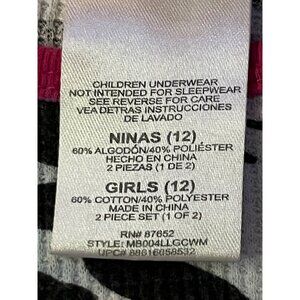 CHILDREN UNDERWEAR
NOT INTENDED FOR SLEEPWEAR
SEE REVERSE FOR CARE
VEA DETRAS INSTRUCCIONES
DE LAVADO
NINAS (12)
60% ALGODÓN/40% POLIÉSTER
HECHO EN CHINA
2 PIEZAS (1 DE 2)
GIRLS (12)
60% COTTON/40% POLYESTER
MADE IN CHINA
2 PIECE SET (1 OF 2)
RN# 87652
STYLE: MB004LLGCWM
UPC# 88616658532